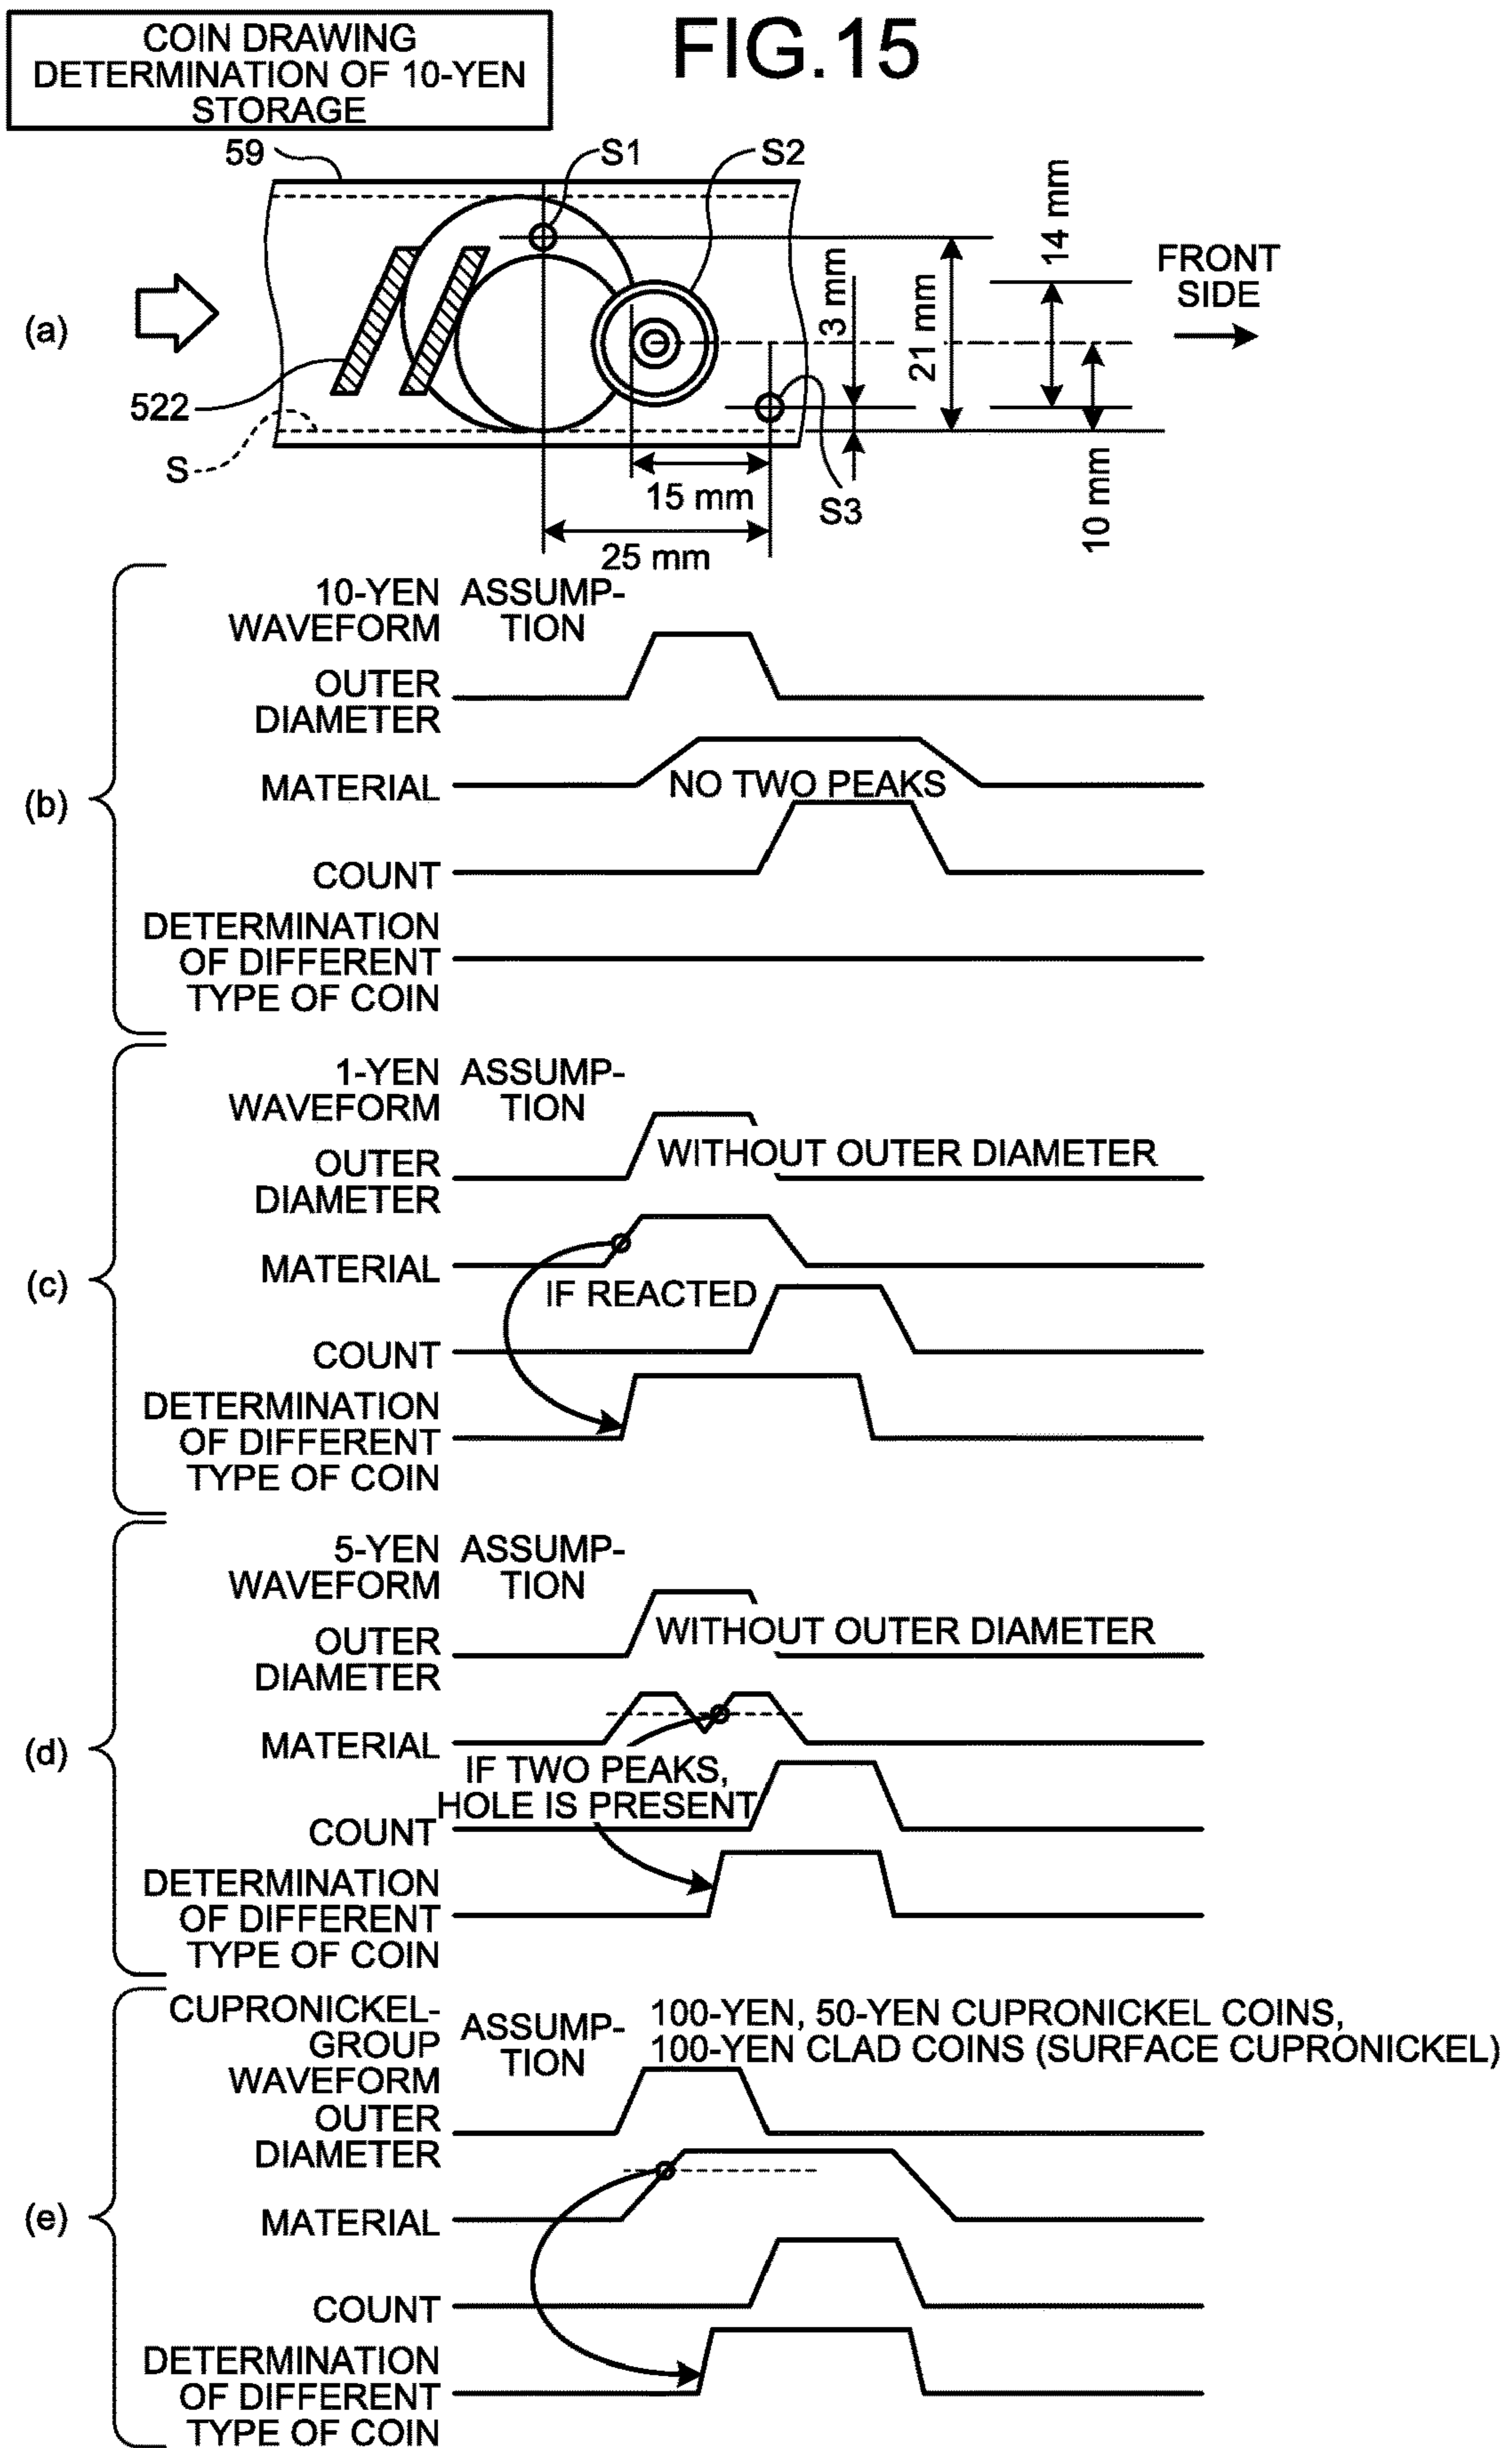 COIN DRAWING
DETERMINATION OF 10-YEN
STORAGE
FIG.15
59
S1
S2
14 mm
3 mm
21 mm
FRONT
SIDE
(a)
522
S
15 mm
S3
10 mm
25 mm
(b)
10-YEN
WAVEFORM
ASSUMP-
TION
OUTER
DIAMETER
MATERIAL
NO TWO PEAKS
COUNT
DETERMINATION
OF DIFFERENT
TYPE OF COIN
(c)
1-YEN
WAVEFORM
ASSUMP-
TION
OUTER
DIAMETER
WITHOUT OUTER DIAMETER
MATERIAL
IF REACTED
COUNT
DETERMINATION
OF DIFFERENT
TYPE OF COIN
(d)
5-YEN
WAVEFORM
ASSUMP-
TION
OUTER
DIAMETER
WITHOUT OUTER DIAMETER
MATERIAL
IF TWO PEAKS,
HOLE IS PRESENT
COUNT
DETERMINATION
OF DIFFERENT
TYPE OF COIN
(e)
CUPRONICKEL-
GROUP
WAVEFORM
ASSUMP-
TION
100-YEN, 50-YEN CUPRONICKEL COINS,
100-YEN CLAD COINS (SURFACE CUPRONICKEL)
OUTER
DIAMETER
MATERIAL
COUNT
DETERMINATION
OF DIFFERENT
TYPE OF COIN